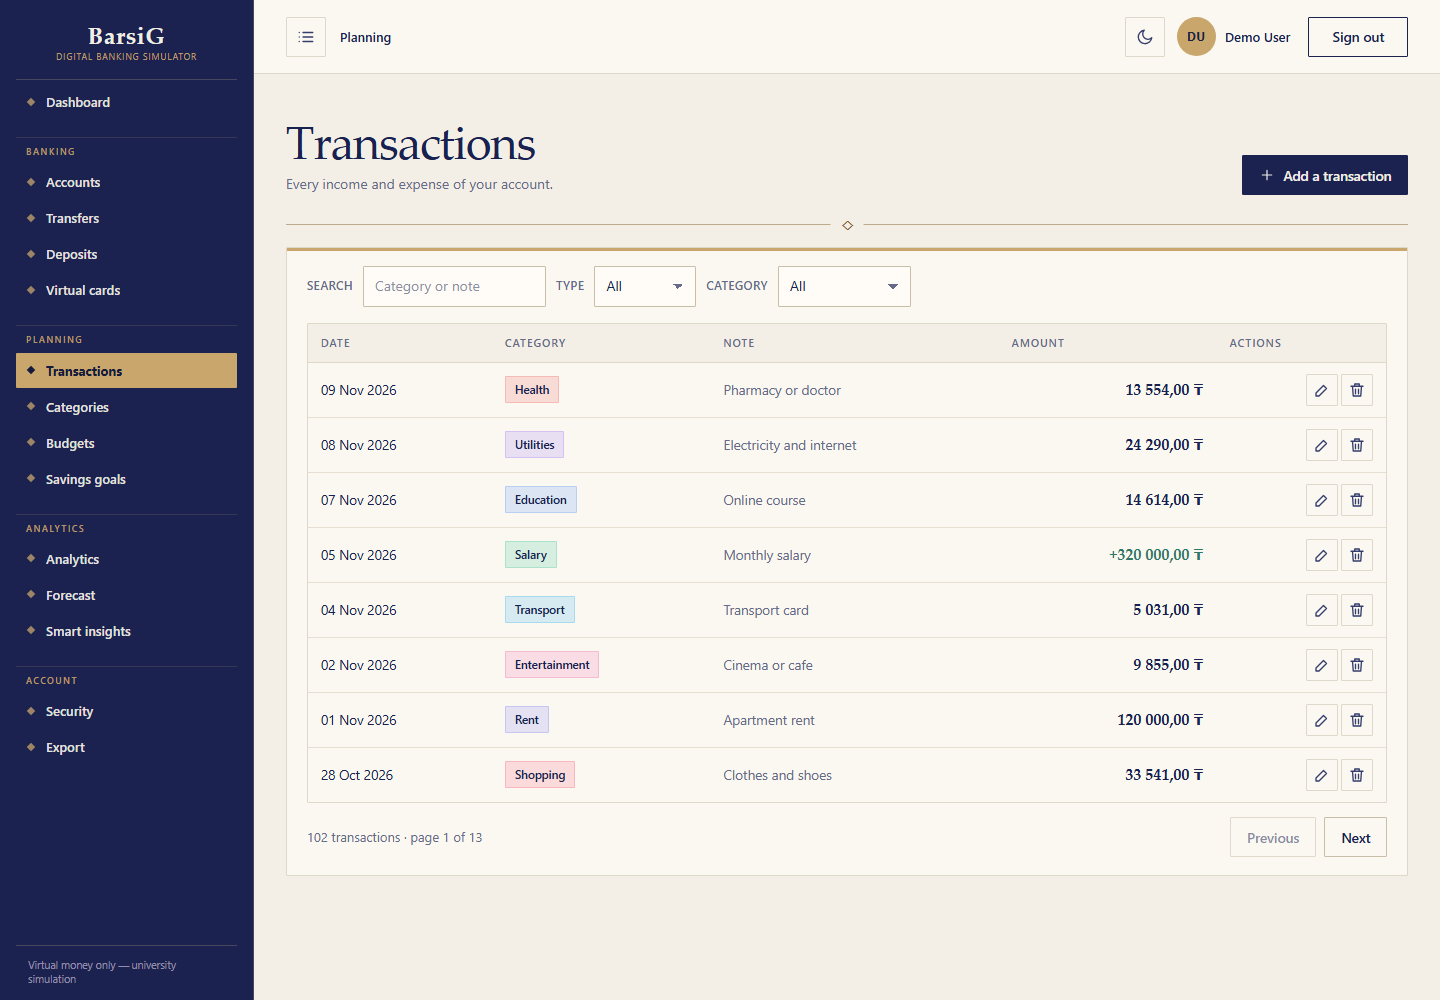 BarsiG
DIGITAL BANKING SIMULATOR
Dashboard
BANKING
Accounts
Transfers
Deposits
Virtual cards
PLANNING
Transactions
Categories
Budgets
Savings goals
ANALYTICS
Analytics
Forecast
Smart insights
ACCOUNT
Security
Export
Virtual money only — university
simulation
Planning
DU Demo User Sign out
Transactions
Every income and expense of your account.
+ Add a transaction
SEARCH Category or note TYPE All CATEGORY All
DATE CATEGORY NOTE AMOUNT ACTIONS
09 Nov 2026 Health Pharmacy or doctor 13 554,00 ₸
08 Nov 2026 Utilities Electricity and internet 24 290,00 ₸
07 Nov 2026 Education Online course 14 614,00 ₸
05 Nov 2026 Salary Monthly salary +320 000,00 ₸
04 Nov 2026 Transport Transport card 5 031,00 ₸
02 Nov 2026 Entertainment Cinema or cafe 9 855,00 ₸
01 Nov 2026 Rent Apartment rent 120 000,00 ₸
28 Oct 2026 Shopping Clothes and shoes 33 541,00 ₸
102 transactions · page 1 of 13 Previous Next